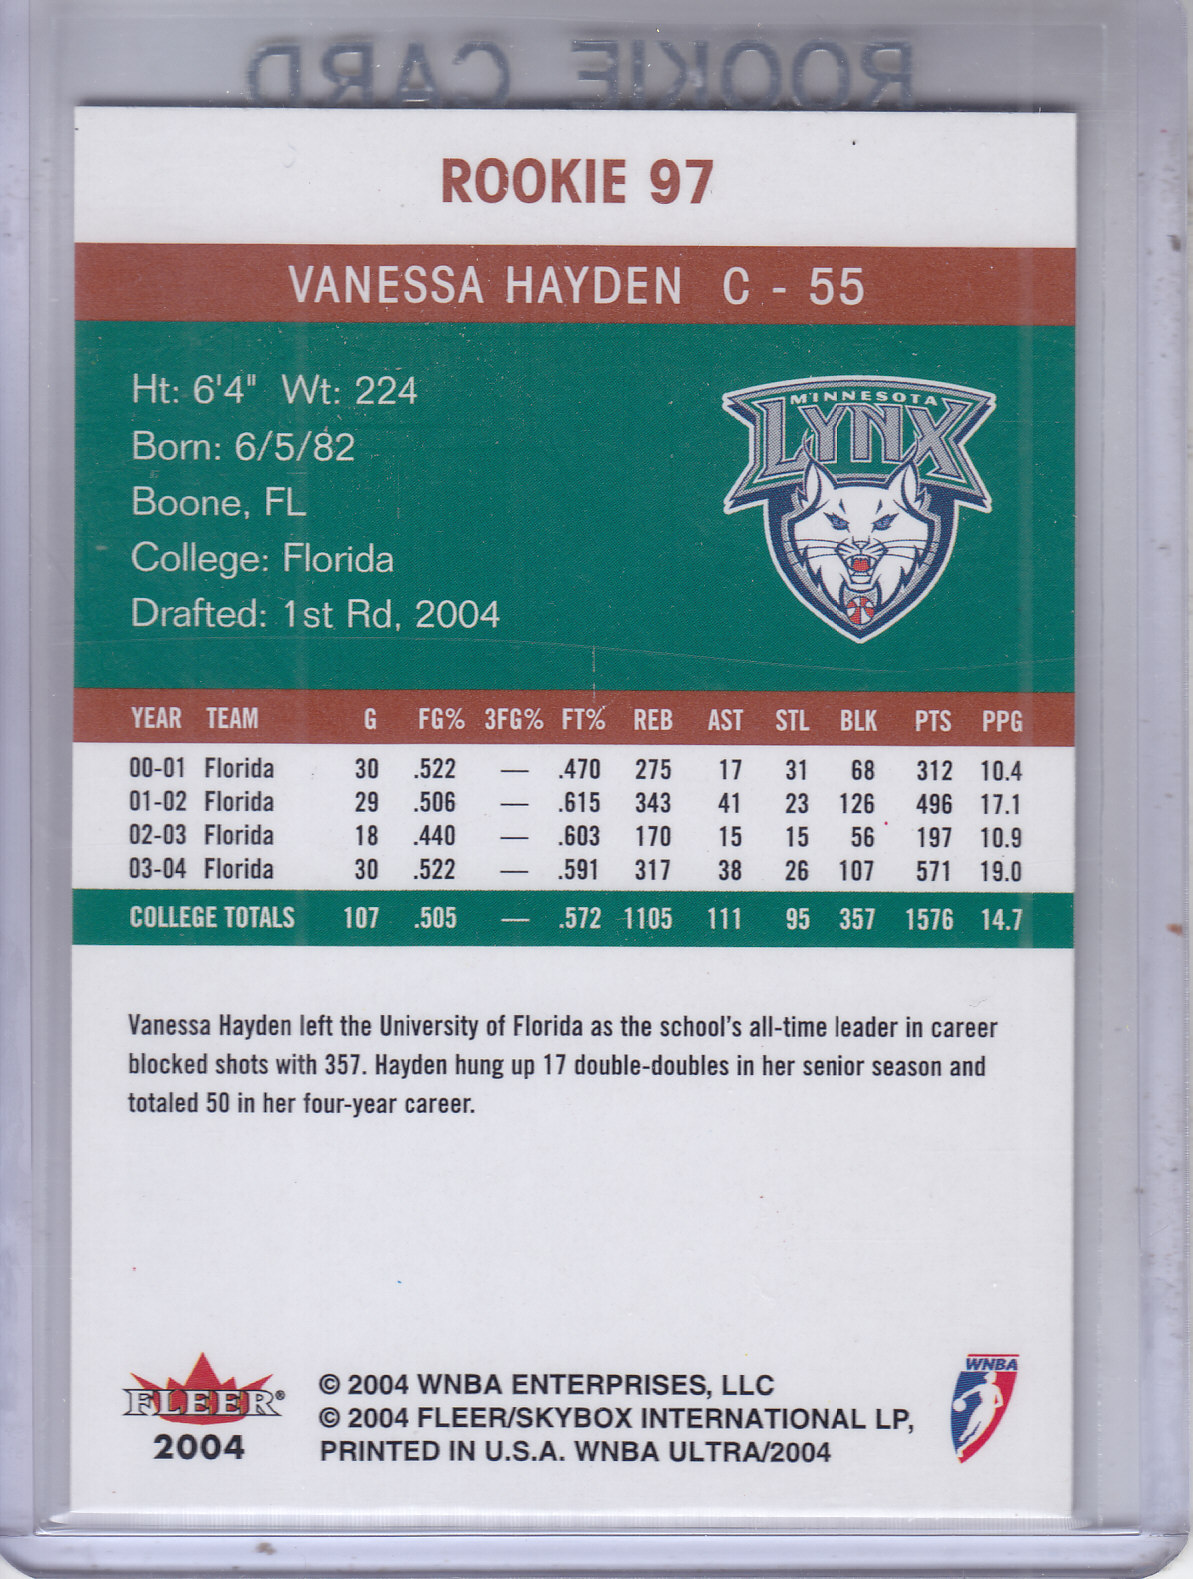 ROOKIE CARD
ROOKIE 97
VANESSA HAYDEN C - 55
Ht: 6'4" Wt: 224
Born: 6/5/82
Boone, FL
College: Florida
Drafted: 1st Rd, 2004
MINNESOTA
LYNX
YEAR TEAM G FG% 3FG% FT% REB AST STL BLK PTS PPG
00-01 Florida 30 .522 — .470 275 17 31 68 312 10.4
01-02 Florida 29 .506 — .615 343 41 23 126 496 17.1
02-03 Florida 18 .440 — .603 170 15 15 56 197 10.9
03-04 Florida 30 .522 — .591 317 38 26 107 571 19.0
COLLEGE TOTALS 107 .505 — .572 1105 111 95 357 1576 14.7
Vanessa Hayden left the University of Florida as the school's all-time leader in career
blocked shots with 357. Hayden hung up 17 double-doubles in her senior season and
totaled 50 in her four-year career.
FLEER®
2004
© 2004 WNBA ENTERPRISES, LLC
© 2004 FLEER/SKYBOX INTERNATIONAL LP,
PRINTED IN U.S.A. WNBA ULTRA/2004
WNBA